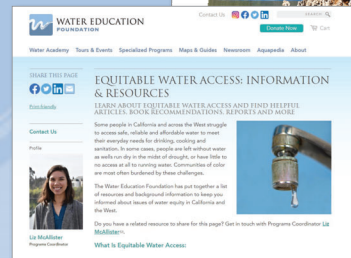 Contact Us
SEARCH
WATER EDUCATION
FOUNDATION
Donate Now
Cart
Water Academy Tours & Events Specialized Programs Maps & Guides Newsroom Aquapedia About
SHARE THIS PAGE
Print-friendly
Contact Us
Profile
Liz McAllister
Programs Coordinator
EQUITABLE WATER ACCESS: INFORMATION
& RESOURCES
LEARN ABOUT EQUITABLE WATER ACCESS AND FIND HELPFUL
ARTICLES, BOOK RECOMMENDATIONS, REPORTS AND MORE
Some people in California and across the West struggle
to access safe, reliable and affordable water to meet
their everyday needs for drinking, cooking and
sanitation. In some cases, people are left without water
as wells run dry in the midst of drought, or have little to
no access at all to running water. Communities of color
are most often burdened by these challenges.
The Water Education Foundation has put together a list
of resources and background information to keep you
informed about issues of water equity in California and
the West.
Do you have a related resource to share for this page? Get in touch with Programs Coordinator Liz
McAllister
What Is Equitable Water Access: